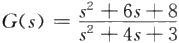 G(s) = \frac{s^2 + 6s + 8}{s^2 + 4s + 3}